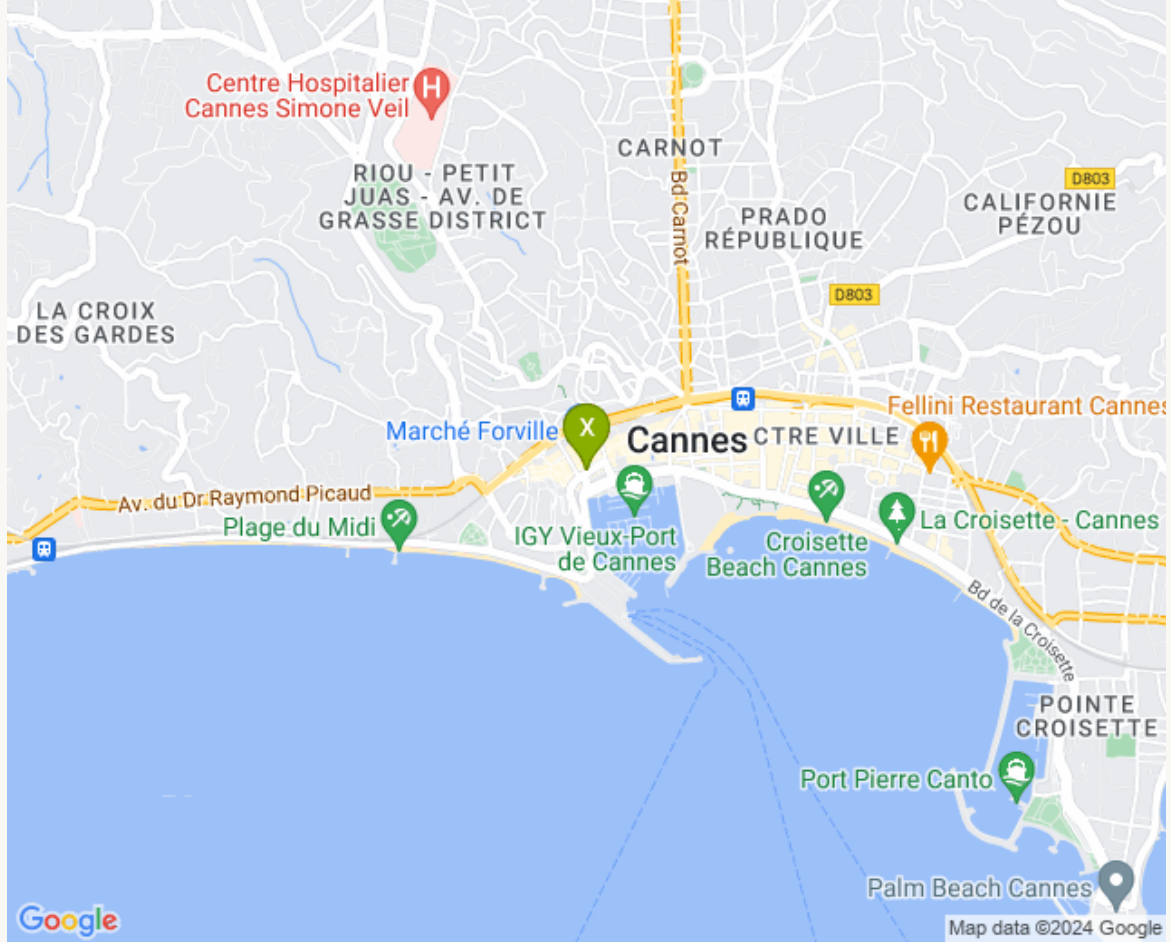 Centre Hospitalier
Cannes Simone Veil
H
CARNOT
RIOU - PETIT
JUAS - AV. DE
GRASSE DISTRICT
Bd Carnot
D803
CALIFORNIE
PÉZOU
PRADO
RÉPUBLIQUE
D803
LA CROIX
DES GARDES
Fellini Restaurant Cannes
Marché Forville
X
Cannes
CTRE VILLE
Av. du Dr Raymond Picaud
Plage du Midi
IGY Vieux-Port
de Cannes
Croisette
Beach Cannes
La Croisette - Cannes
Bd de la Croisette
POINTE
CROISETTE
Port Pierre Canto
Palm Beach Cannes
Google
Map data ©2024 Google